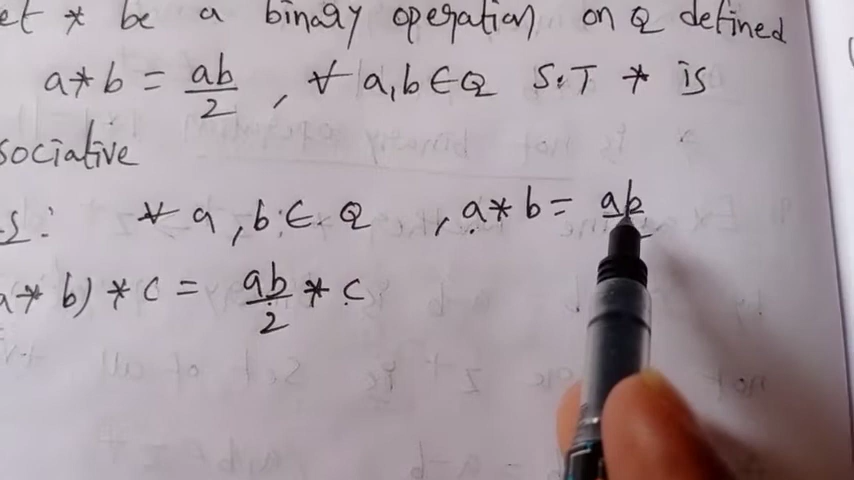 et * be a binary operation on Q defined
a*b = ab/2 , ∀ a,b∈Q S.T * is
sociative
S: ∀ a,b∈Q , a*b = ab
a * b) * c = ab/2 * c